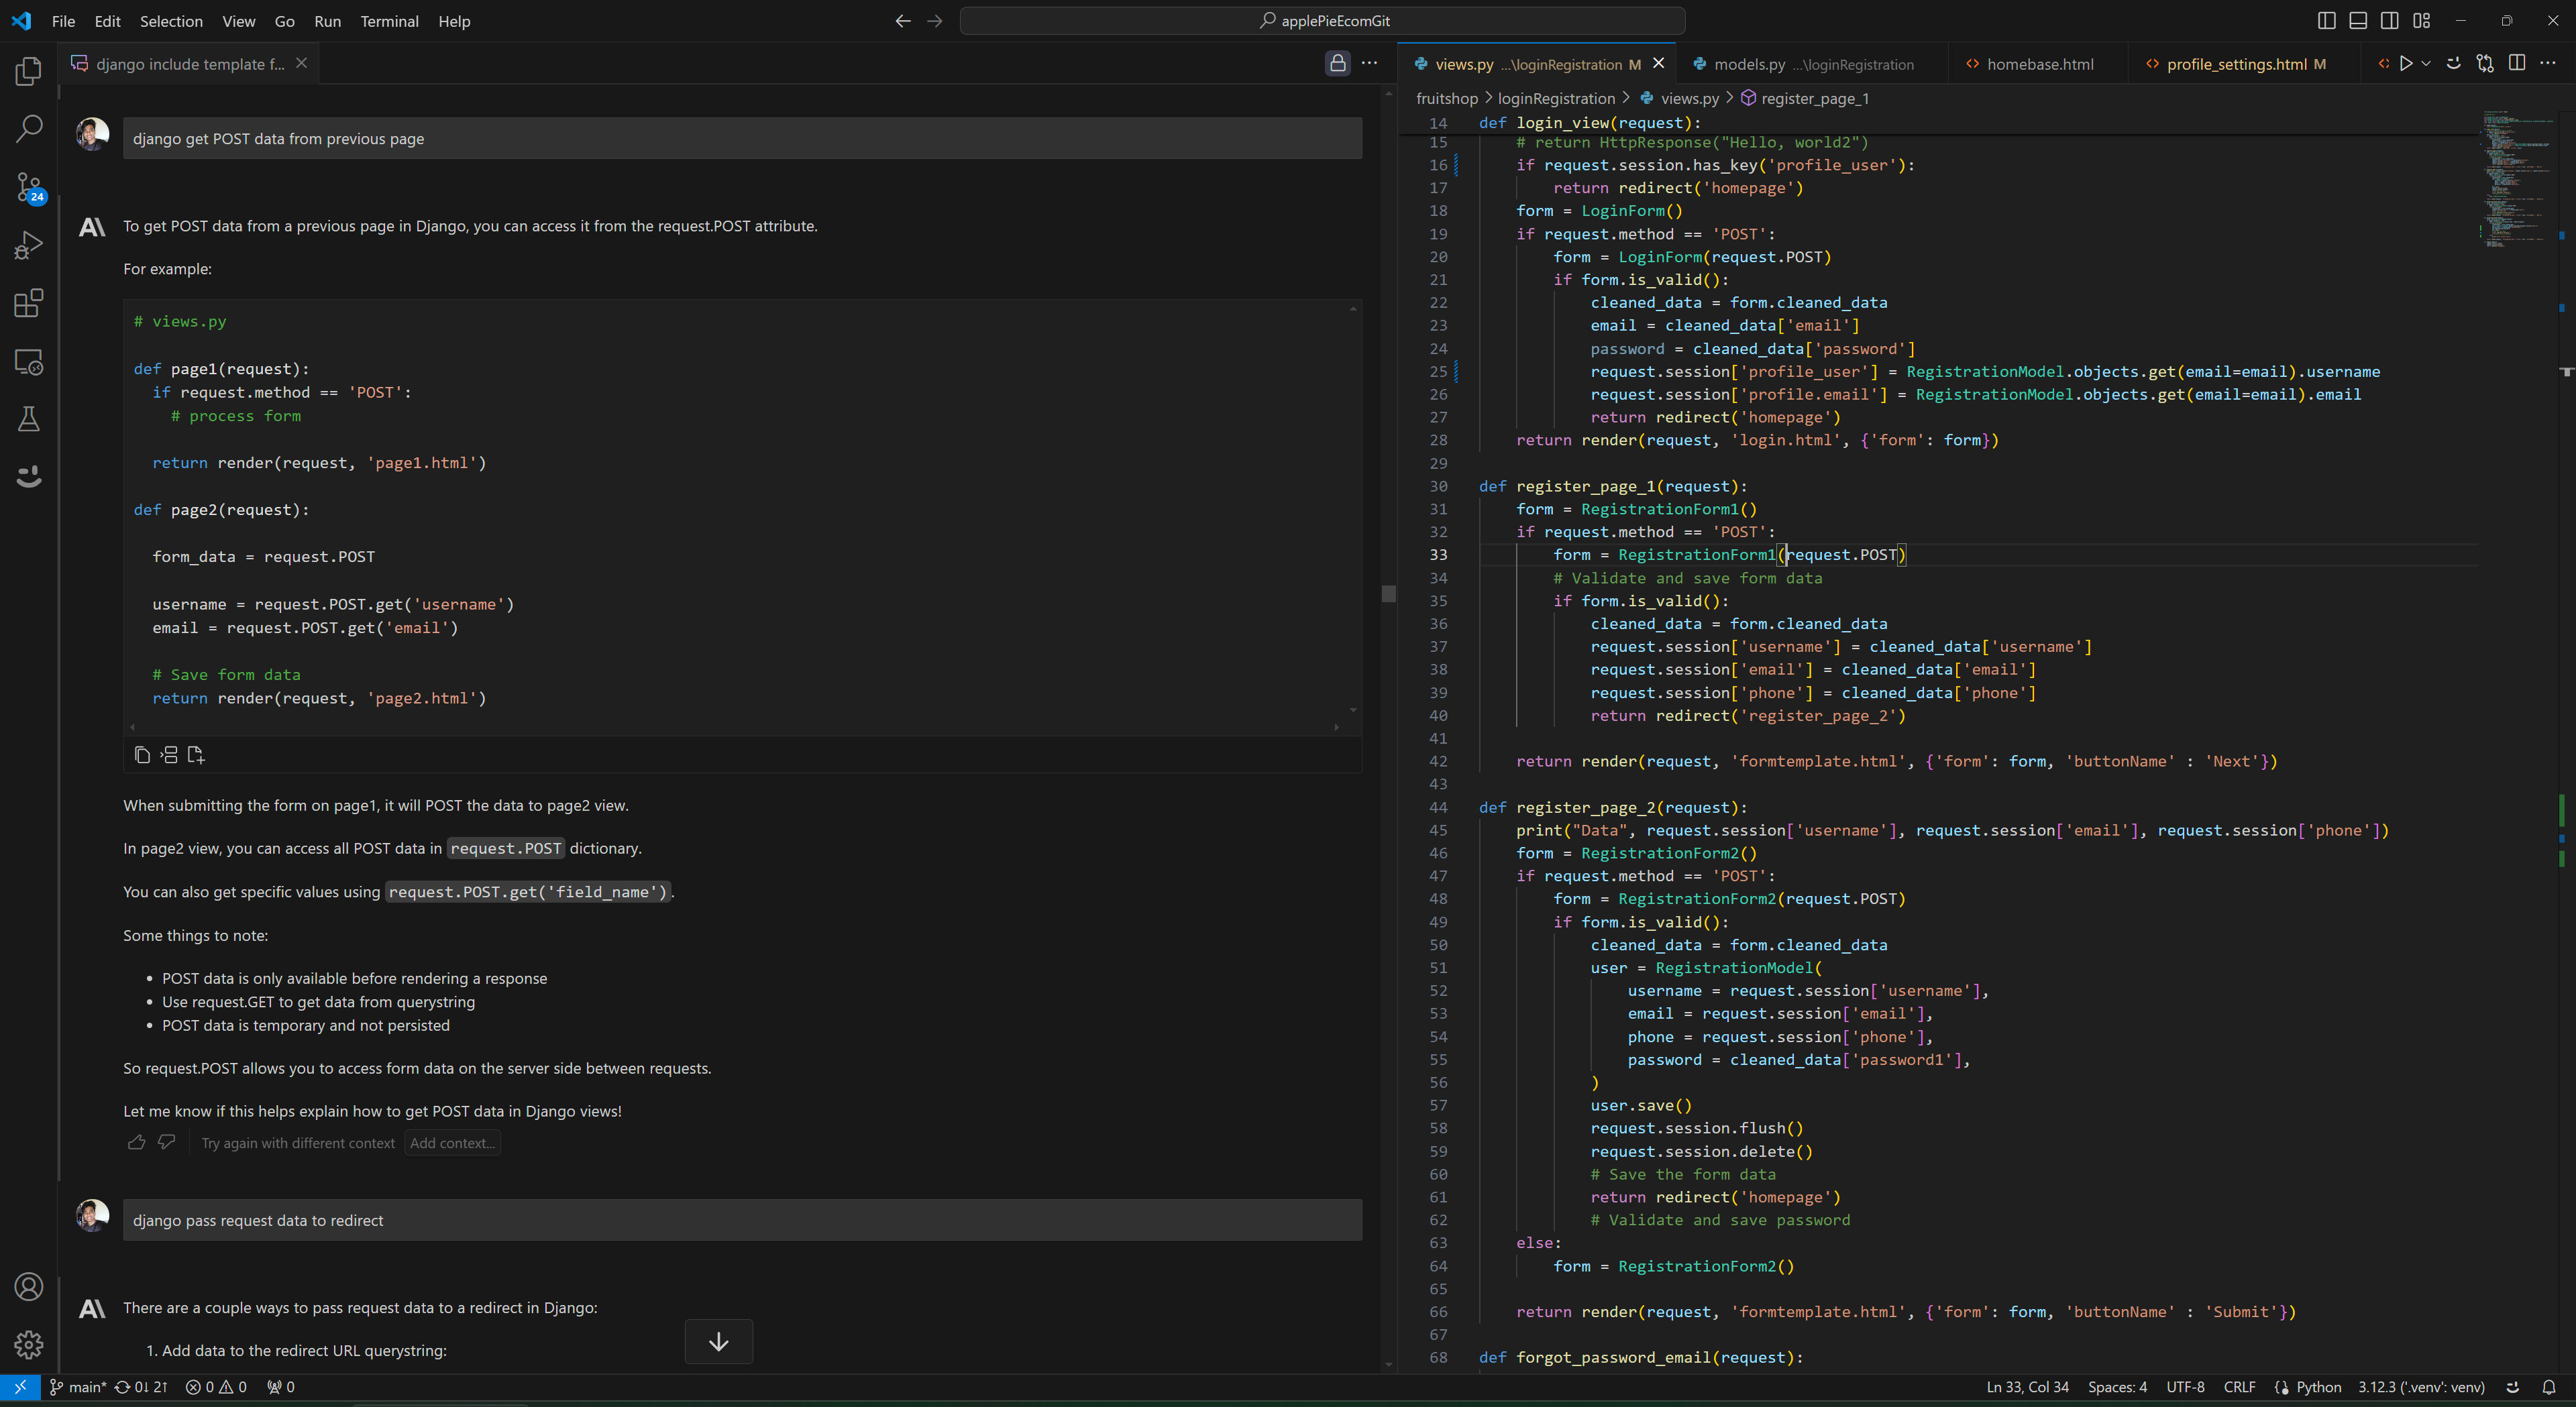 File Edit Selection View Go Run Terminal Help
applePieEcomGit
django include template f...
django get POST data from previous page
To get POST data from a previous page in Django, you can access it from the request.POST attribute.
For example:
# views.py
def page1(request):
if request.method == 'POST':
# process form
return render(request, 'page1.html')
def page2(request):
form_data = request.POST
username = request.POST.get('username')
email = request.POST.get('email')
# Save form data
return render(request, 'page2.html')
When submitting the form on page1, it will POST the data to page2 view.
In page2 view, you can access all POST data in request.POST dictionary.
You can also get specific values using request.POST.get('field_name').
Some things to note:
• POST data is only available before rendering a response
• Use request.GET to get data from querystring
• POST data is temporary and not persisted
So request.POST allows you to access form data on the server side between requests.
Let me know if this helps explain how to get POST data in Django views!
Try again with different context Add context...
django pass request data to redirect
There are a couple ways to pass request data to a redirect in Django:
1. Add data to the redirect URL querystring:
24
views.py ...\loginRegistration M
models.py ...\loginRegistration
homebase.html
profile_settings.html M
fruitshop > loginRegistration > views.py > register_page_1
14 def login_view(request):
15 # return HttpResponse("Hello, world2")
16 if request.session.has_key('profile_user'):
17 return redirect('homepage')
18 form = LoginForm()
19 if request.method == 'POST':
20 form = LoginForm(request.POST)
21 if form.is_valid():
22 cleaned_data = form.cleaned_data
23 email = cleaned_data['email']
24 password = cleaned_data['password']
25 request.session['profile_user'] = RegistrationModel.objects.get(email=email).username
26 request.session['profile.email'] = RegistrationModel.objects.get(email=email).email
27 return redirect('homepage')
28 return render(request, 'login.html', {'form': form})
29
30 def register_page_1(request):
31 form = RegistrationForm1()
32 if request.method == 'POST':
33 form = RegistrationForm1(request.POST)
34 # Validate and save form data
35 if form.is_valid():
36 cleaned_data = form.cleaned_data
37 request.session['username'] = cleaned_data['username']
38 request.session['email'] = cleaned_data['email']
39 request.session['phone'] = cleaned_data['phone']
40 return redirect('register_page_2')
41
42 return render(request, 'formtemplate.html', {'form': form, 'buttonName' : 'Next'})
43
44 def register_page_2(request):
45 print("Data", request.session['username'], request.session['email'], request.session['phone'])
46 form = RegistrationForm2()
47 if request.method == 'POST':
48 form = RegistrationForm2(request.POST)
49 if form.is_valid():
50 cleaned_data = form.cleaned_data
51 user = RegistrationModel(
52 username = request.session['username'],
53 email = request.session['email'],
54 phone = request.session['phone'],
55 password = cleaned_data['password1'],
56 )
57 user.save()
58 request.session.flush()
59 request.session.delete()
60 # Save the form data
61 return redirect('homepage')
62 # Validate and save password
63 else:
64 form = RegistrationForm2()
65
66 return render(request, 'formtemplate.html', {'form': form, 'buttonName' : 'Submit'})
67
68 def forgot_password_email(request):
main* 0↓ 2↑ 0 0 0
Ln 33, Col 34 Spaces: 4 UTF-8 CRLF Python 3.12.3 ('.venv': venv)